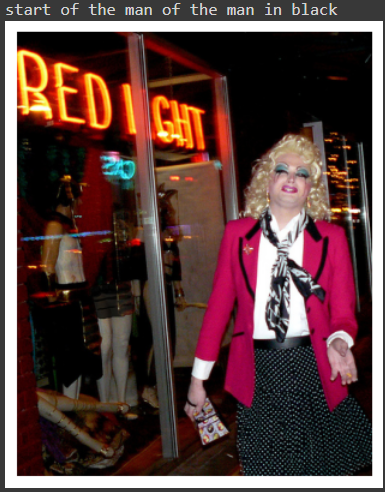 start of the man of the man in black
RED LIGHT